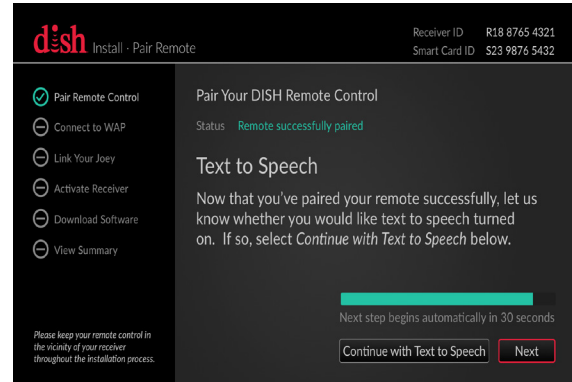 dish Install · Pair Remote
Receiver ID R18 8765 4321
Smart Card ID S23 9876 5432
Pair Remote Control
Connect to WAP
Link Your Joey
Activate Receiver
Download Software
View Summary
Please keep your remote control in
the vicinity of your receiver
throughout the installation process.
Pair Your DISH Remote Control
Status Remote successfully paired
Text to Speech
Now that you've paired your remote successfully, let us
know whether you would like text to speech turned
on. If so, select Continue with Text to Speech below.
Next step begins automatically in 30 seconds
Continue with Text to Speech Next